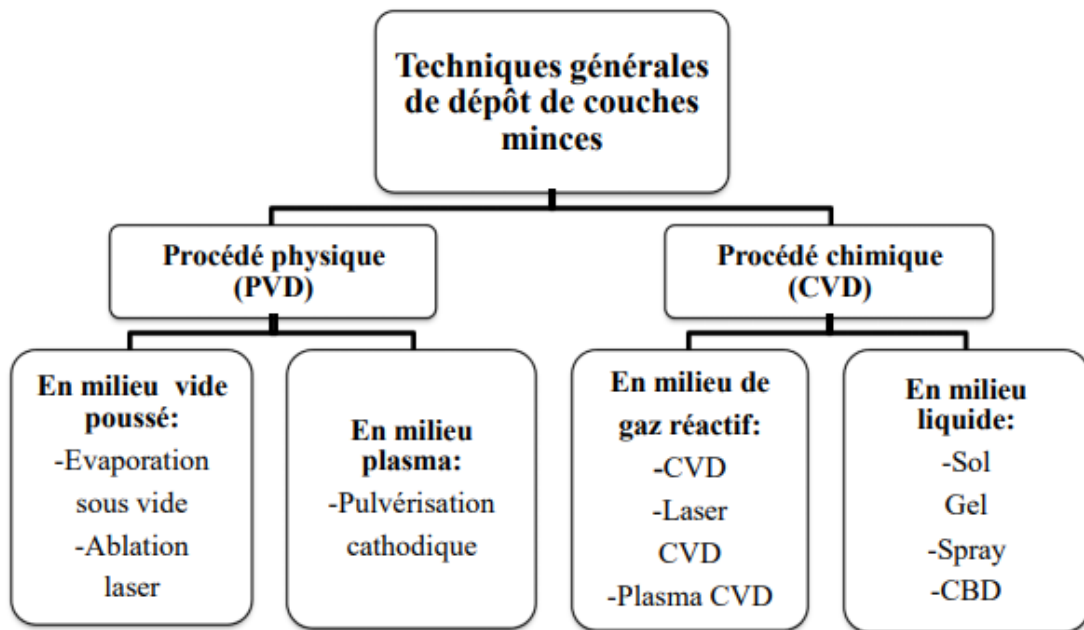 Techniques générales
de dépôt de couches
minces
Procédé physique
(PVD)
Procédé chimique
(CVD)
En milieu vide
poussé:
-Evaporation
sous vide
-Ablation
laser
En milieu
plasma:
-Pulvérisation
cathodique
En milieu de
gaz réactif:
-CVD
-Laser
CVD
-Plasma CVD
En milieu
liquide:
-Sol
Gel
-Spray
-CBD